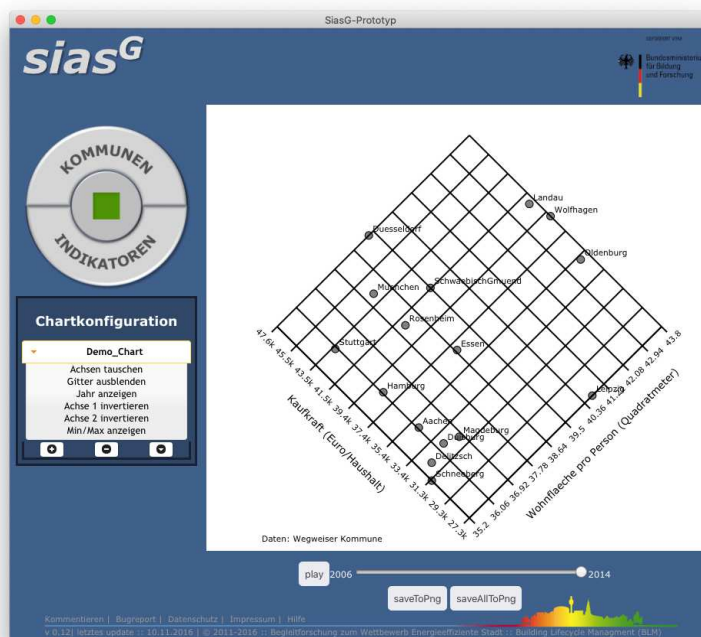 SiasG-Prototyp
siasG
GEFÖRDERT VOM
Bundesministerium
für Bildung
und Forschung
KOMMUNEN
INDIKATOREN
Chartkonfiguration
Demo_Chart
Achsen tauschen
Gitter ausblenden
Jahr anzeigen
Achse 1 invertieren
Achse 2 invertieren
Min/Max anzeigen
Landau
Wolfhagen
Duesseldorf
Oldenburg
Muenchen
SchwaebischGmuend
Rosenheim
Stuttgart
Essen
Hamburg
Leipzig
Aachen
Magdeburg
Duisburg
Delitzsch
Schneeberg
47.6k
45.5k
43.5k
41.5k
39.4k
37.4k
35.4k
33.4k
31.3k
29.3k
27.3k
Kaufkraft (Euro/Haushalt)
35.2
36.06
36.92
37.78
38.64
39.5
40.36
42.08
42.94
43.8
Wohnflaeche pro Person (Quadratmeter)
Daten: Wegweiser Kommune
play 2006 2014
saveToPng saveAllToPng
Kommentieren | Bugreport | Datenschutz | Impressum | Hilfe
v 0.12| letztes update :: 10.11.2016 | © 2011-2016 :: Begleitforschung zum Wettbewerb Energieeffiziente Stadt :: Building Lifecycle Managment (BLM)